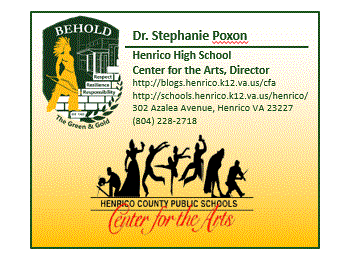 BEHOLD
Respect
Resilience
Responsibility
The Green & Gold
Dr. Stephanie Poxon
Henrico High School
Center for the Arts, Director
http://blogs.henrico.k12.va.us/cfa
http://schools.henrico.k12.va.us/henrico/
302 Azalea Avenue, Henrico VA 23227
(804) 228-2718
HENRICO COUNTY PUBLIC SCHOOLS
Center for the Arts